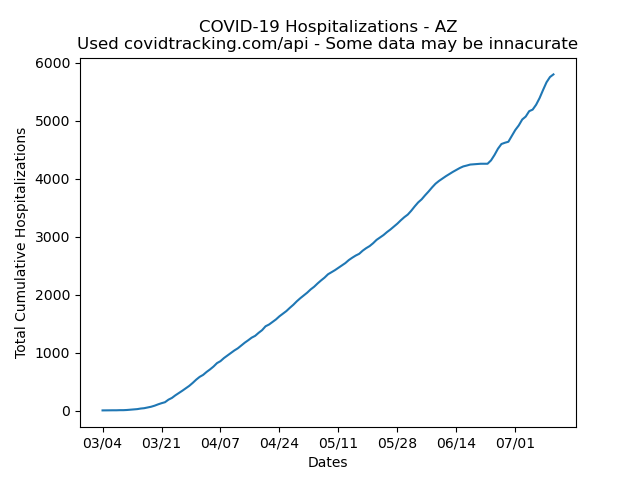 COVID-19 Hospitalizations - AZ
Used covidtracking.com/api - Some data may be innacurate
Total Cumulative Hospitalizations
6000
5000
4000
3000
2000
1000
0
03/04 03/21 04/07 04/24 05/11 05/28 06/14 07/01
Dates